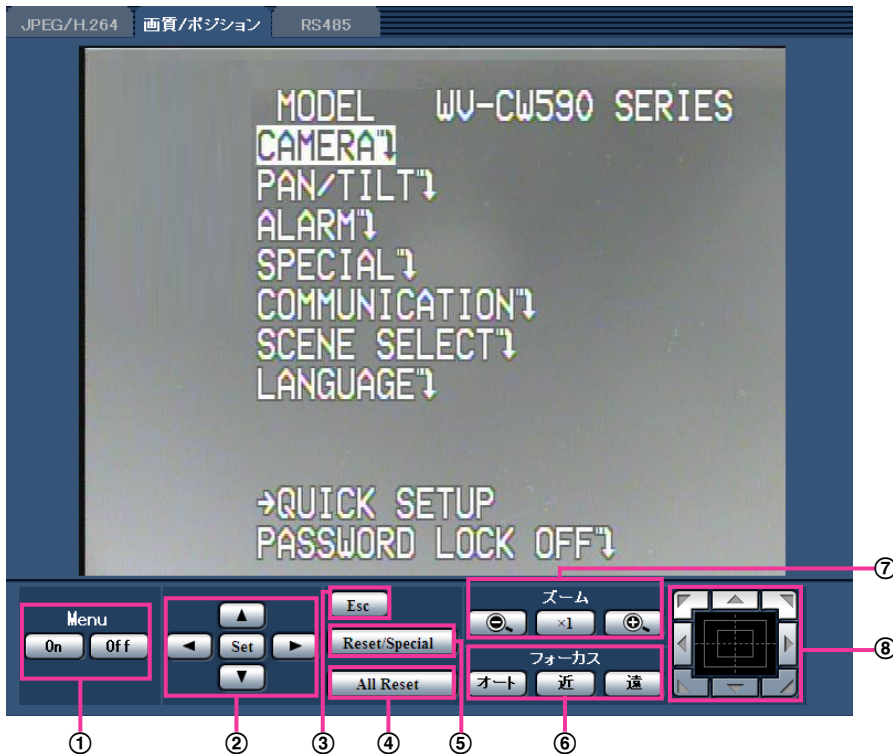 JPEG/H.264 画質/ポジション RS485
MODEL WV-CW590 SERIES
CAMERA
PAN/TILT
ALARM
SPECIAL
COMMUNICATION
SCENE SELECT
LANGUAGE
→QUICK SETUP
PASSWORD LOCK OFF
⑦
Menu
On Off
Set
Esc
Reset/Special
All Reset
ズーム
×1
フォーカス
オート 近 遠
⑧
① ② ③ ④ ⑤ ⑥